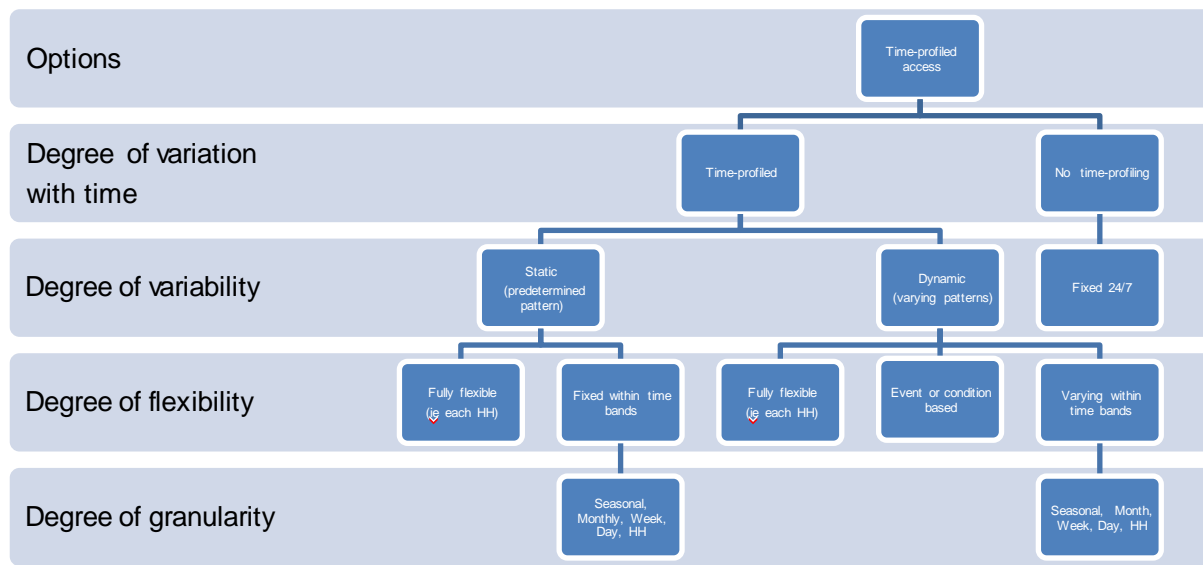 Options
Time-profiled
access
Degree of variation
with time
Time-profiled
No time-profiling
Degree of variability
Static
(predetermined
pattern)
Dynamic
(varying patterns)
Fixed 24/7
Degree of flexibility
Fully flexible
(ie each HH)
Fixed within time
bands
Fully flexible
(ie each HH)
Event or condition
based
Varying within
time bands
Degree of granularity
Seasonal,
Monthly, Week,
Day, HH
Seasonal, Month,
Week, Day, HH